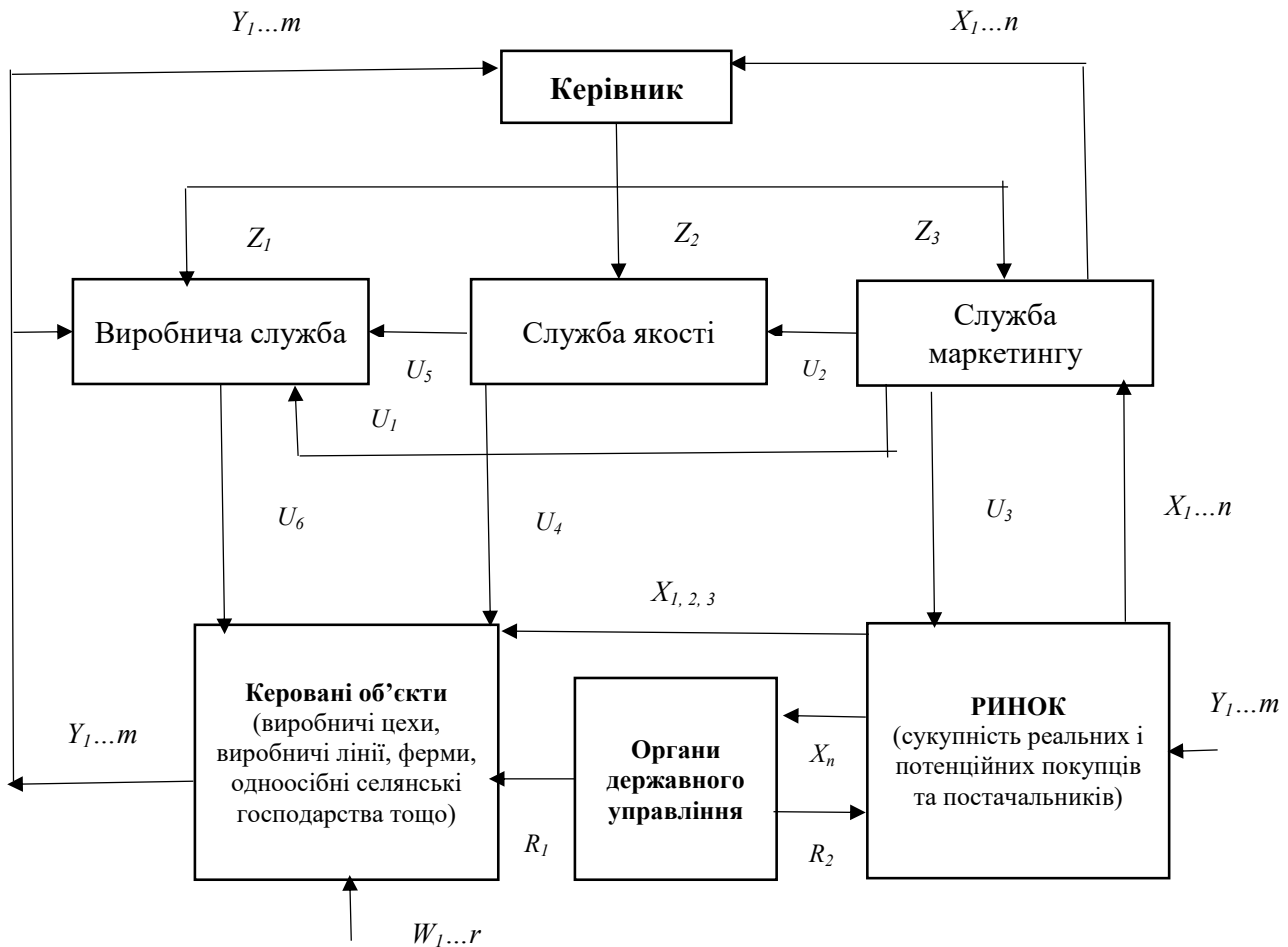 Y1…m
X1…n
Керівник
Z1
Z2
Z3
Виробнича служба
Служба якості
Служба
маркетингу
U5
U2
U1
U6
U4
U3
X1…n
X1, 2, 3
Керовані об’єкти
(виробничі цехи,
виробничі лінії, ферми,
одноосібні селянські
господарства тощо)
Y1…m
Органи
державного
управління
Xn
R1
R2
РИНОК
(сукупність реальних і
потенційних покупців
та постачальників)
Y1…m
W1…r